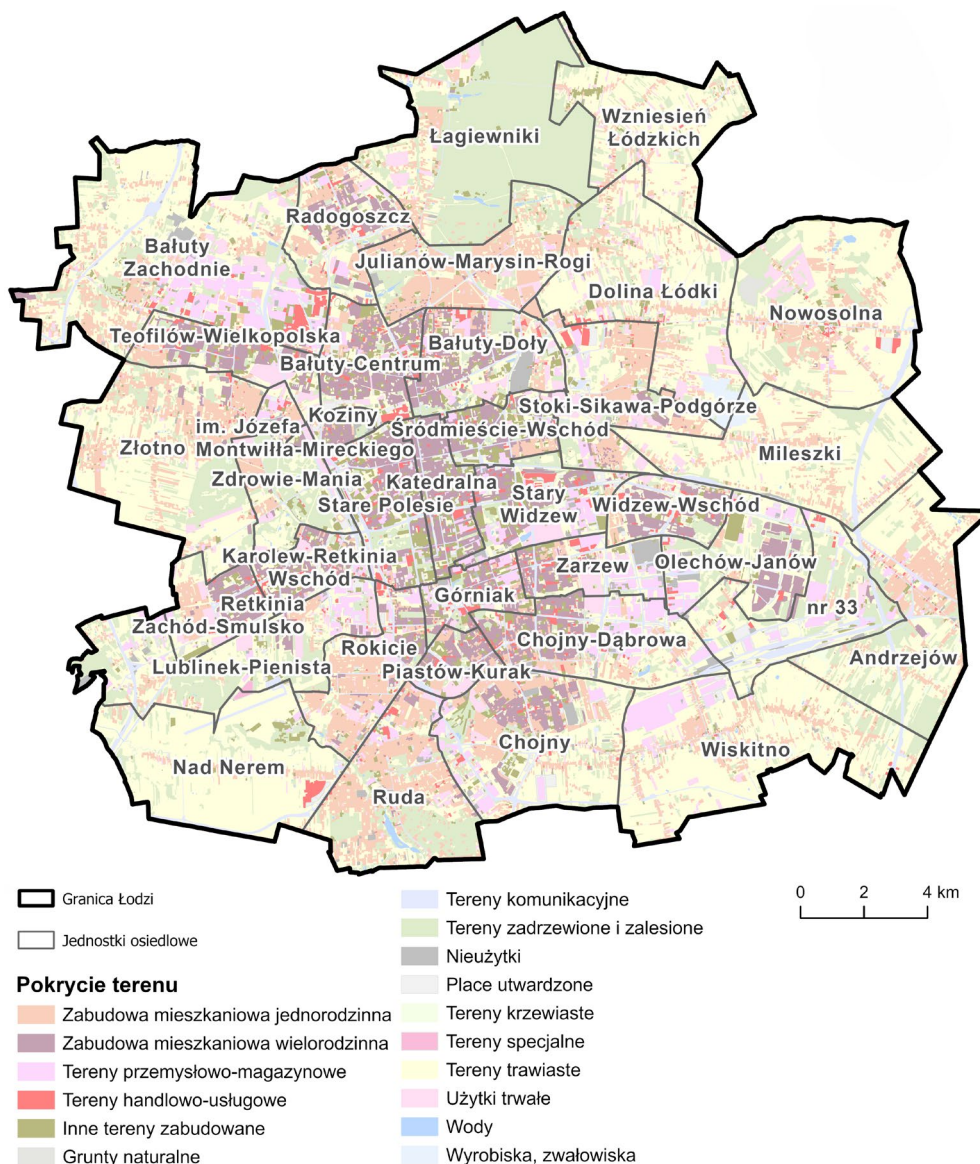 Łagiewniki
Wzniesień
Łódzkich
Radogoszcz
Bałuty
Zachodnie
Julianów-Marysin-Rogi
Dolina Łódki
Nowosolna
Teofilów-Wielkopolska
Bałuty-Doły
Bałuty-Centrum
Koziny
Stoki-Sikawa-Podgórze
im. Józefa
Montwiłła-Mireckiego
Śródmieście-Wschód
Złotno
Mileszki
Zdrowie-Mania
Katedralna
Stare Polesie
Stary
Widzew
Widzew-Wschód
Karolew-Retkinia
Wschód
Zarzew
Olechów-Janów
Górniak
Retkinia
Zachód-Smulsko
nr 33
Rokicie
Chojny-Dąbrowa
Andrzejów
Lublinek-Pienista
Piastów-Kurak
Chojny
Wiskitno
Nad Nerem
Ruda
Granica Łodzi
Jednostki osiedlowe
Pokrycie terenu
Zabudowa mieszkaniowa jednorodzinna
Zabudowa mieszkaniowa wielorodzinna
Tereny przemysłowo-magazynowe
Tereny handlowo-usługowe
Inne tereny zabudowane
Grunty naturalne
Tereny komunikacyjne
Tereny zadrzewione i zalesione
Nieużytki
Place utwardzone
Tereny krzewiaste
Tereny specjalne
Tereny trawiaste
Użytki trwałe
Wody
Wyrobiska, zwałowiska
0 2 4 km